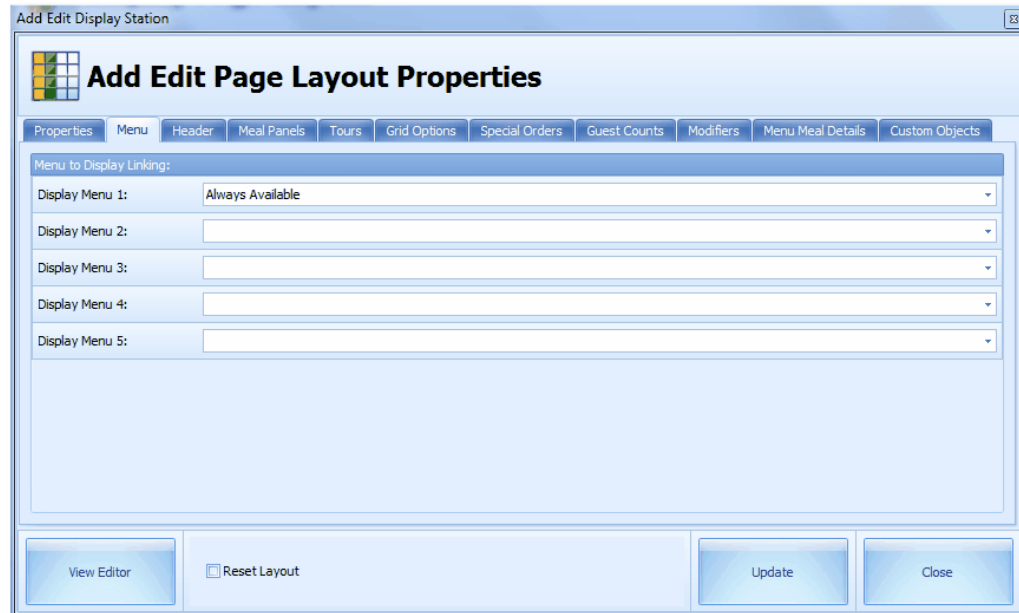 Add Edit Display Station
Add Edit Page Layout Properties
Properties Menu Header Meal Panels Tours Grid Options Special Orders Guest Counts Modifiers Menu Meal Details Custom Objects
Menu to Display Linking:
Display Menu 1: Always Available
Display Menu 2:
Display Menu 3:
Display Menu 4:
Display Menu 5:
View Editor Reset Layout Update Close